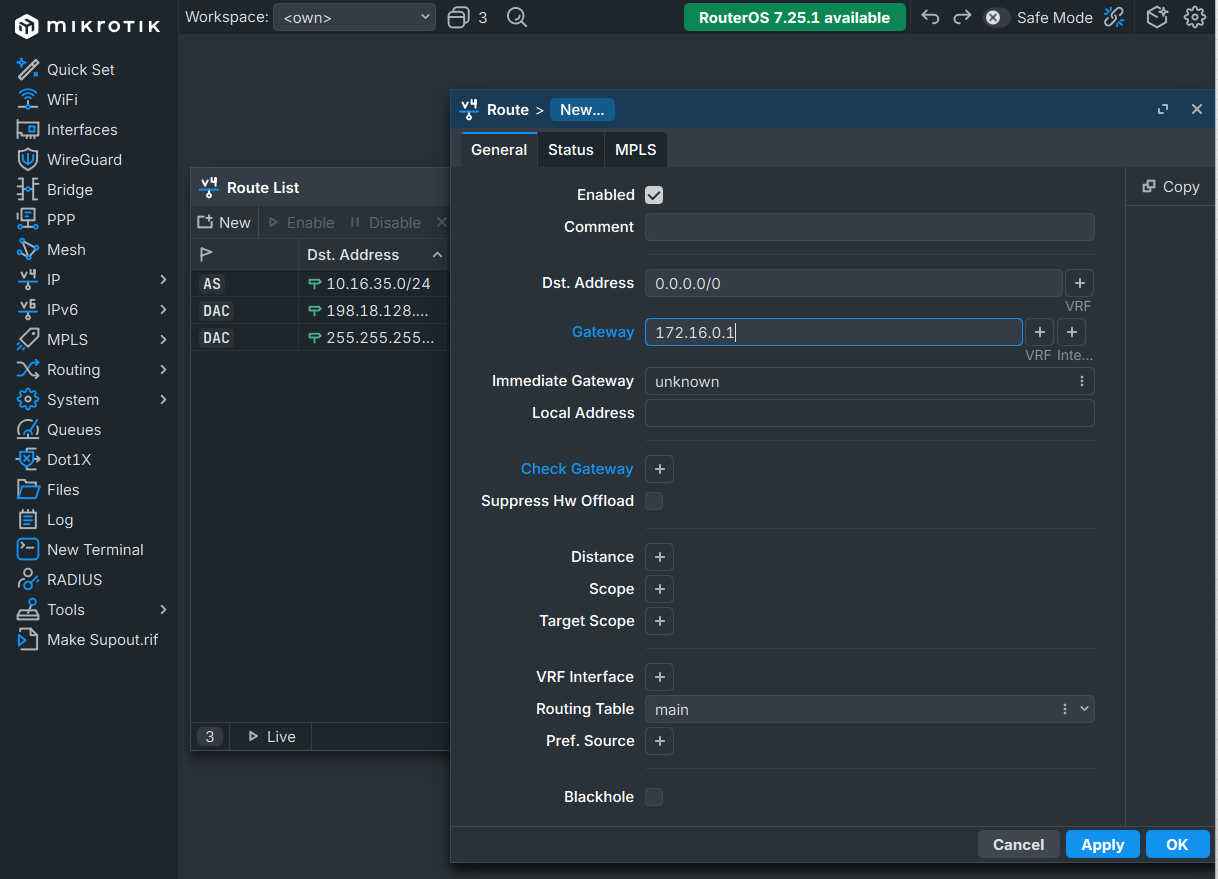 mikrotik
Workspace: <own> 3 RouterOS 7.25.1 available Safe Mode
Quick Set
WiFi
Interfaces
WireGuard
Bridge
PPP
Mesh
IP
IPv6
MPLS
Routing
System
Queues
Dot1X
Files
Log
New Terminal
RADIUS
Tools
Make Supout.rif
v4 Route List
New Enable Disable
Dst. Address
AS 10.16.35.0/24
DAC 198.18.128....
DAC 255.255.255...
3 Live
v4 Route > New...
General Status MPLS
Copy
Enabled
Comment
Dst. Address 0.0.0.0/0 +
VRF
Gateway 172.16.0.1 + +
VRF Inte...
Immediate Gateway unknown
Local Address
Check Gateway +
Suppress Hw Offload
Distance +
Scope +
Target Scope +
VRF Interface +
Routing Table main
Pref. Source +
Blackhole
Cancel Apply OK